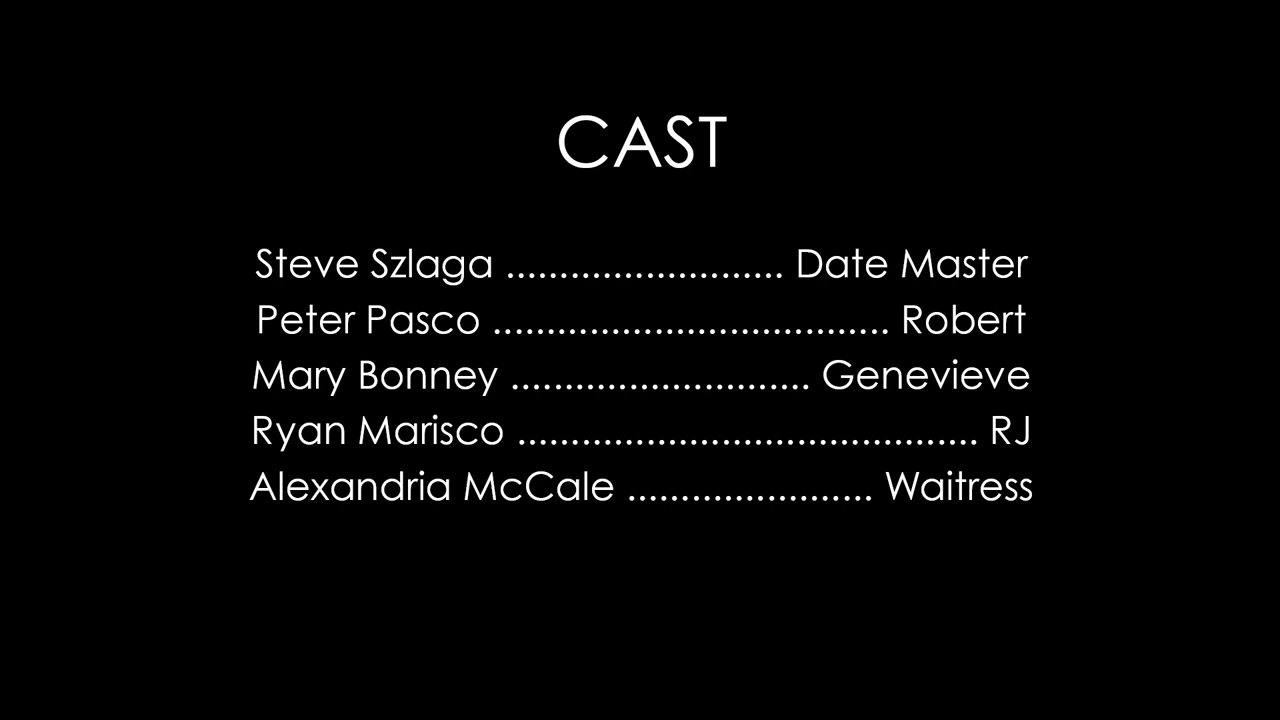 CAST
Steve Szlaga .......................... Date Master
Peter Pasco ..................................... Robert
Mary Bonney ............................ Genevieve
Ryan Marisco ........................................... RJ
Alexandria McCale ....................... Waitress